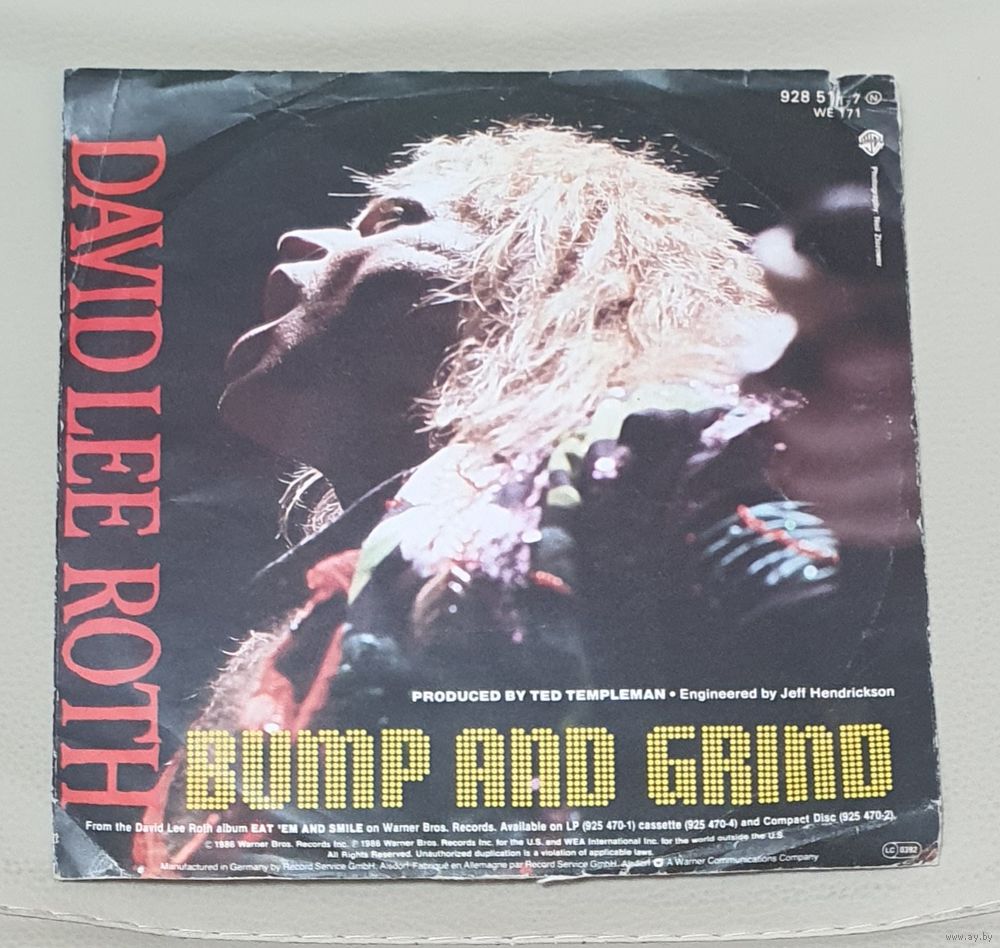 DAVID LEE ROTH
928 511-7 N
WE 171
PRODUCED BY TED TEMPLEMAN • Engineered by Jeff Hendrickson
BUMP AND GRIND
From the David Lee Roth album EAT 'EM AND SMILE on Warner Bros. Records. Available on LP (925 470-1) cassette (925 470-4) and Compact Disc (925 470-2).
© 1986 Warner Bros. Records Inc. ℗ 1986 Warner Bros. Records Inc. for the U.S. and WEA International Inc. for the world outside the U.S.
All Rights Reserved. Unauthorized duplication is a violation of applicable laws.
Manufactured in Germany by Record Service GmbH, Alsdorf·Fabriqué en Allemagne par Record Service GmbH, Alsdorf A Warner Communications Company
LC 0392
www.ay.by